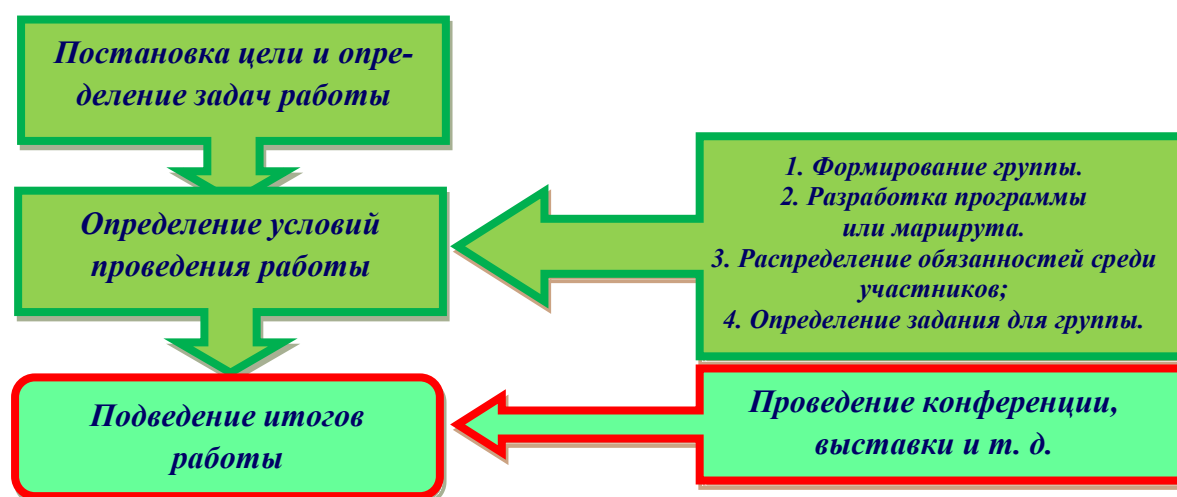 Постановка цели и опре-
деление задач работы
Определение условий
проведения работы
1. Формирование группы.
2. Разработка программы
или маршрута.
3. Распределение обязанностей среди
участников;
4. Определение задания для группы.
Подведение итогов
работы
Проведение конференции,
выставки и т. д.